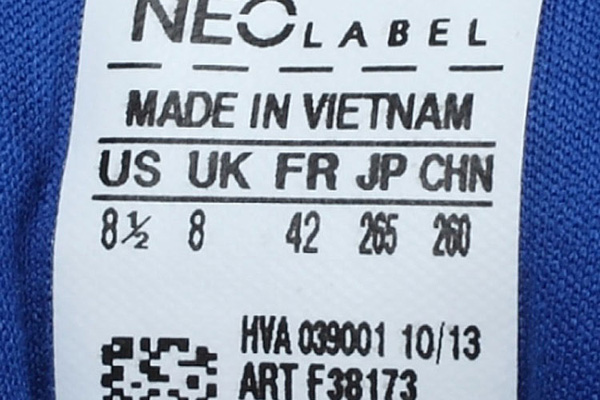 NEO LABEL
MADE IN VIETNAM
US UK FR JP CHN
8½ 8 42 265 260
HVA 039001 10/13
ART F38173